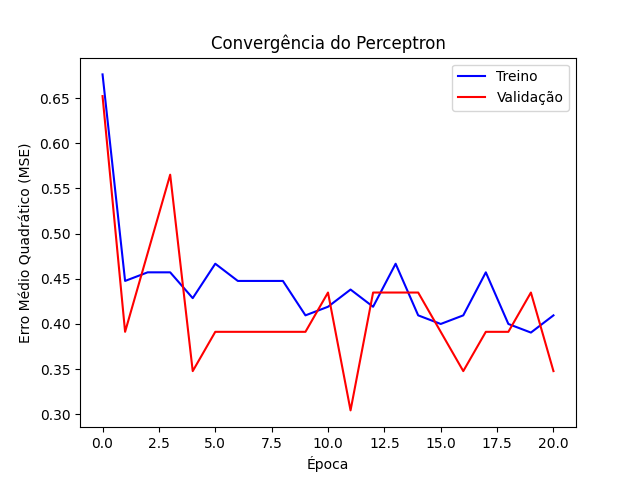 Convergência do Perceptron
Treino
Validação
Erro Médio Quadrático (MSE)
0.65
0.60
0.55
0.50
0.45
0.40
0.35
0.30
0.0 2.5 5.0 7.5 10.0 12.5 15.0 17.5 20.0
Época